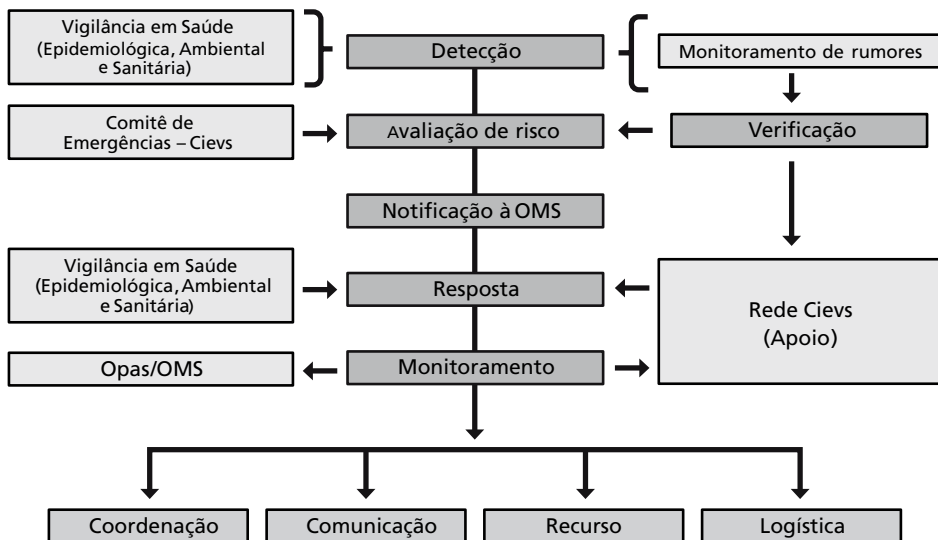 Vigilância em Saúde
(Epidemiológica, Ambiental
e Sanitária)
Detecção
Monitoramento de rumores
Comitê de
Emergências – Cievs
Avaliação de risco
Verificação
Notificação à OMS
Vigilância em Saúde
(Epidemiológica, Ambiental
e Sanitária)
Resposta
Rede Cievs
(Apoio)
Opas/OMS
Monitoramento
Coordenação
Comunicação
Recurso
Logística